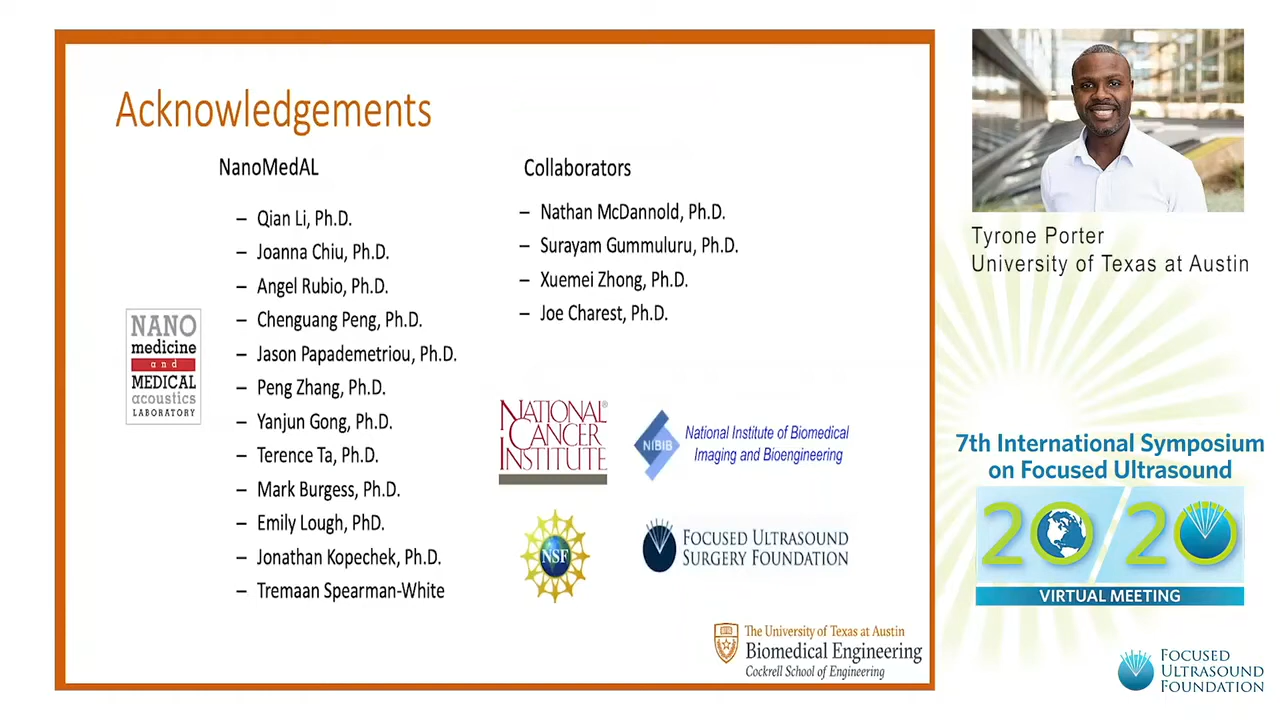 Acknowledgements
NanoMedAL
– Qian Li, Ph.D.
– Joanna Chiu, Ph.D.
– Angel Rubio, Ph.D.
– Chenguang Peng, Ph.D.
– Jason Papademetriou, Ph.D.
– Peng Zhang, Ph.D.
– Yanjun Gong, Ph.D.
– Terence Ta, Ph.D.
– Mark Burgess, Ph.D.
– Emily Lough, PhD.
– Jonathan Kopechek, Ph.D.
– Tremaan Spearman-White
NANO
medicine
and
MEDICAL
acoustics
LABORATORY
Collaborators
– Nathan McDannold, Ph.D.
– Surayam Gummuluru, Ph.D.
– Xuemei Zhong, Ph.D.
– Joe Charest, Ph.D.
NATIONAL®
CANCER
INSTITUTE
NIBIB
National Institute of Biomedical
Imaging and Bioengineering
NSF
FOCUSED ULTRASOUND
SURGERY FOUNDATION
The University of Texas at Austin
Biomedical Engineering
Cockrell School of Engineering
Tyrone Porter
University of Texas at Austin
7th International Symposium
on Focused Ultrasound
20/20
VIRTUAL MEETING
FOCUSED
ULTRASOUND
FOUNDATION